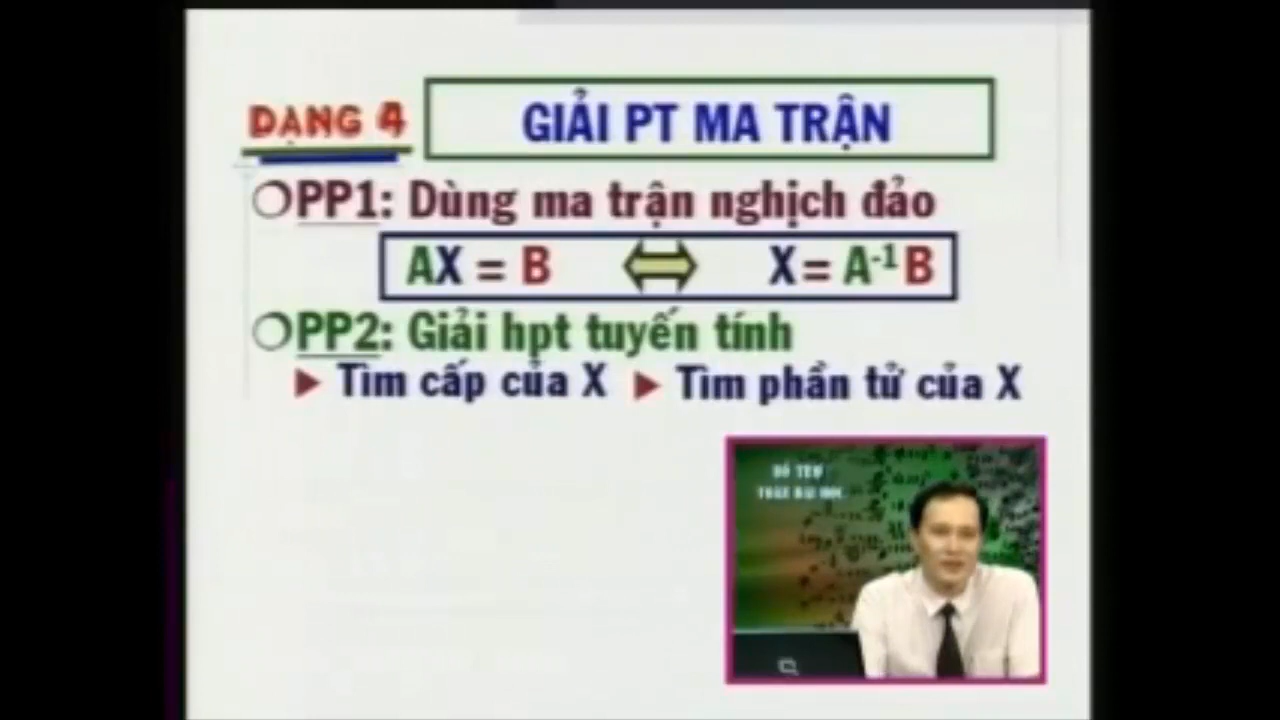 DẠNG 4
GIẢI PT MA TRẬN
PP1: Dùng ma trận nghịch đảo
AX = B ⇔ X = A⁻¹ B
PP2: Giải hpt tuyến tính
Tìm cấp của X
Tìm phần tử của X